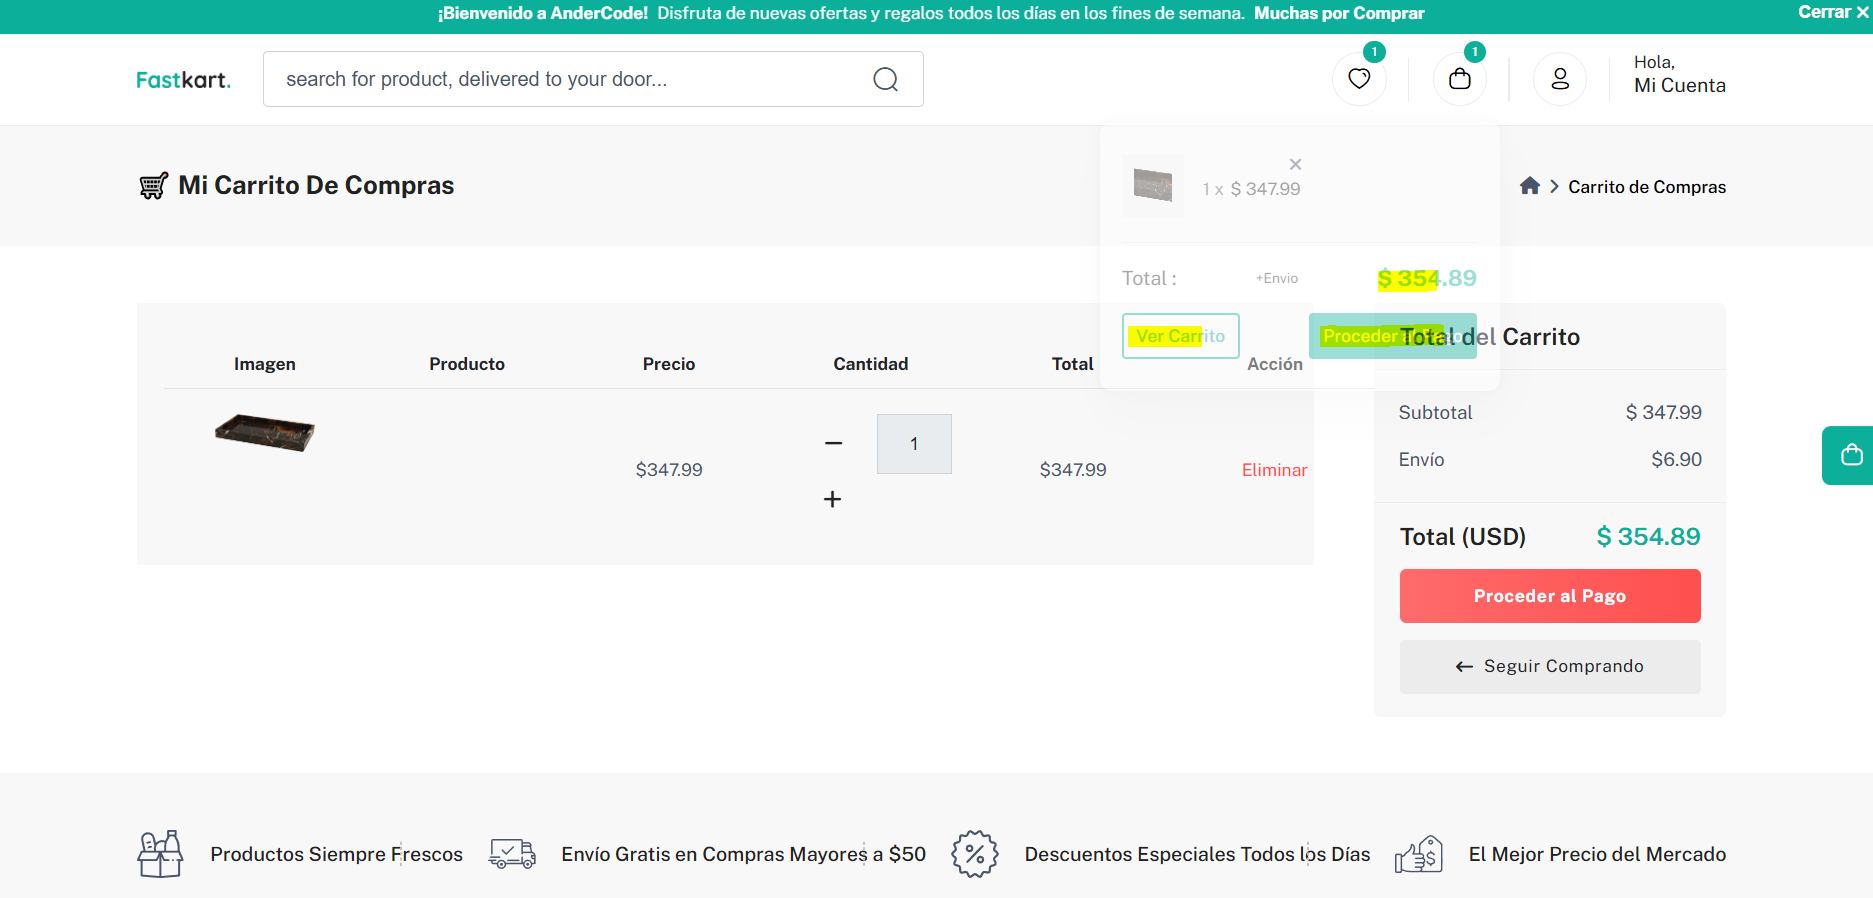 ¡Bienvenido a AnderCode! Disfruta de nuevas ofertas y regalos todos los días en los fines de semana. Muchas por Comprar
Cerrar ✕
Fastkart.
search for product, delivered to your door...
1
1
Hola,
Mi Cuenta
Mi Carrito De Compras
Carrito de Compras
1 x $ 347.99
Total :
+Envio
$ 354.89
Ver Carrito
Proceder al Pago
Imagen
Producto
Precio
Cantidad
Total
Acción
$347.99
1
$347.99
Eliminar
Total del Carrito
Subtotal
$ 347.99
Envío
$6.90
Total (USD)
$ 354.89
Proceder al Pago
← Seguir Comprando
Productos Siempre Frescos
Envío Gratis en Compras Mayores a $50
Descuentos Especiales Todos los Días
El Mejor Precio del Mercado